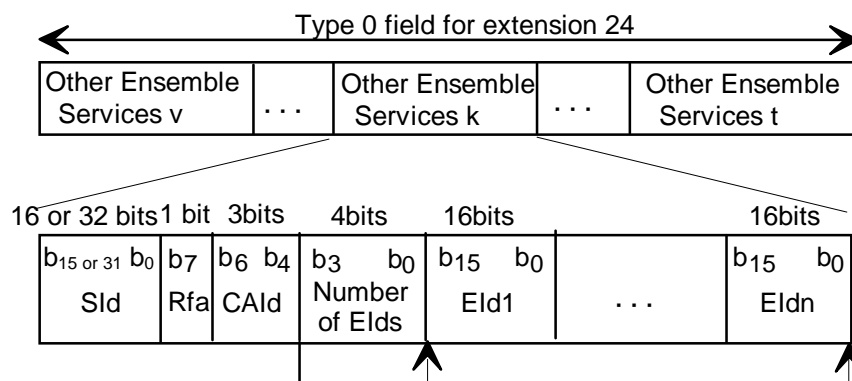 Type 0 field for extension 24
Other Ensemble Services v
. . .
Other Ensemble Services k
. . .
Other Ensemble Services t
16 or 32 bits 1 bit 3bits 4bits 16bits 16bits
b15 or 31 b0 b7 b6 b4 b3 b0 b15 b0 b15 b0
SId Rfa CAId Number of EIds EId1 . . . EIdn